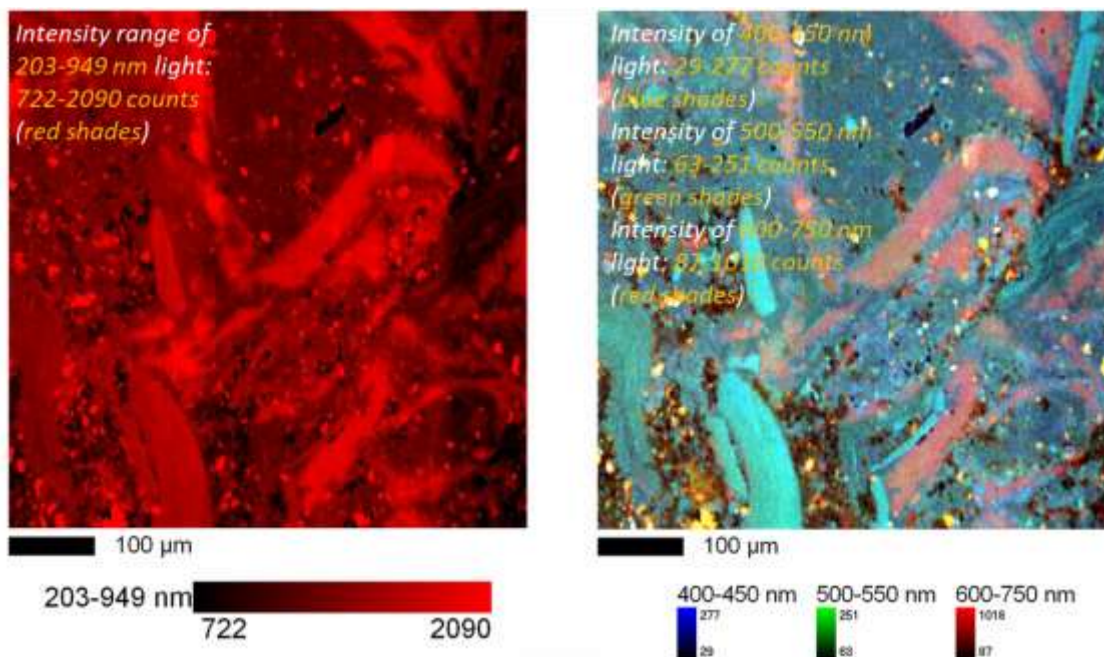 Intensity range of
203-949 nm light:
722-2090 counts
(red shades)
Intensity of 400-450 nm
light: 29-277 counts
(blue shades)
Intensity of 500-550 nm
light: 63-251 counts
(green shades)
Intensity of 600-750 nm
light: 87-1018 counts
(red shades)
100 µm
100 µm
203-949 nm
722
2090
400-450 nm
500-550 nm
600-750 nm
277
251
1018
29
63
87